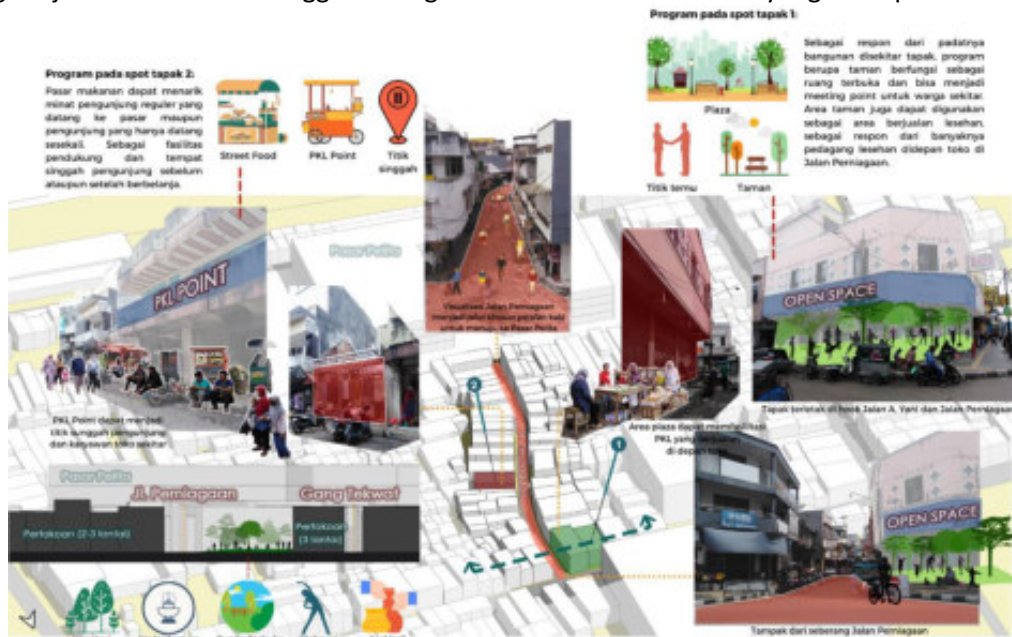 Program pada spot tapak 2:
Pasar makanan dapat menarik
minat pengunjung reguler yang
datang ke pasar maupun
pengunjung yang hanya datang
sesekali. Sebagai fasilitas
pendukung dan tempat
singgah pengunjung sebelum
ataupun setelah berbelanja.
Street Food
PKL Point
Titik
singgah
Program pada spot tapak 1:
Plaza
Titik temu
Taman
Sebagai respon dari padatnya
bangunan disekitar tapak, program
berupa taman berfungsi sebagai
ruang terbuka dan bisa menjadi
meeting point untuk warga sekitar.
Area taman juga dapat digunakan
sebagai area berjualan lesehan,
sebagai respon dari banyaknya
pedagang lesehan didepan toko di
Jalan Perniagaan.
PKL POINT
Pasar Pelita
Visualisasi Jalan Perniagaan
menjadi jalur khusus pejalan kaki
untuk menuju ke Pasar Pelita
OPEN SPACE
Tapak terletak di hook Jalan A. Yani dan Jalan Perniagaan
PKL Point dapat menjadi
titik singgah pengunjung
dan karyawan toko sekitar
Area plaza dapat memfasilitasi
PKL yang berjualan
di depan toko
2
1
Pasar Pelita
Jl. Perniagaan
Gang Tekwat
Pertokoan (2-3 lantai)
Pertokoan
(3 lantai)
OPEN SPACE
Tampak dari seberang Jalan Perniagaan